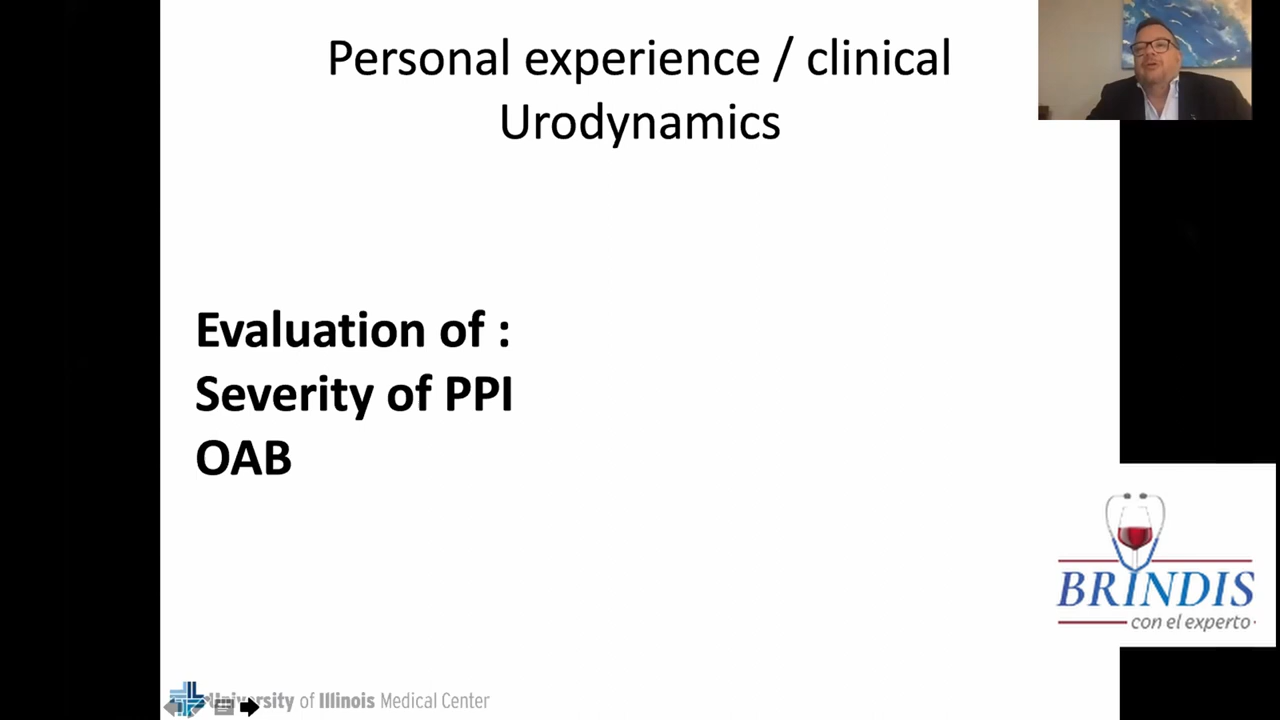 Personal experience / clinical
Urodynamics
Evaluation of :
Severity of PPI
OAB
BRINDIS
con el experto
University of Illinois Medical Center